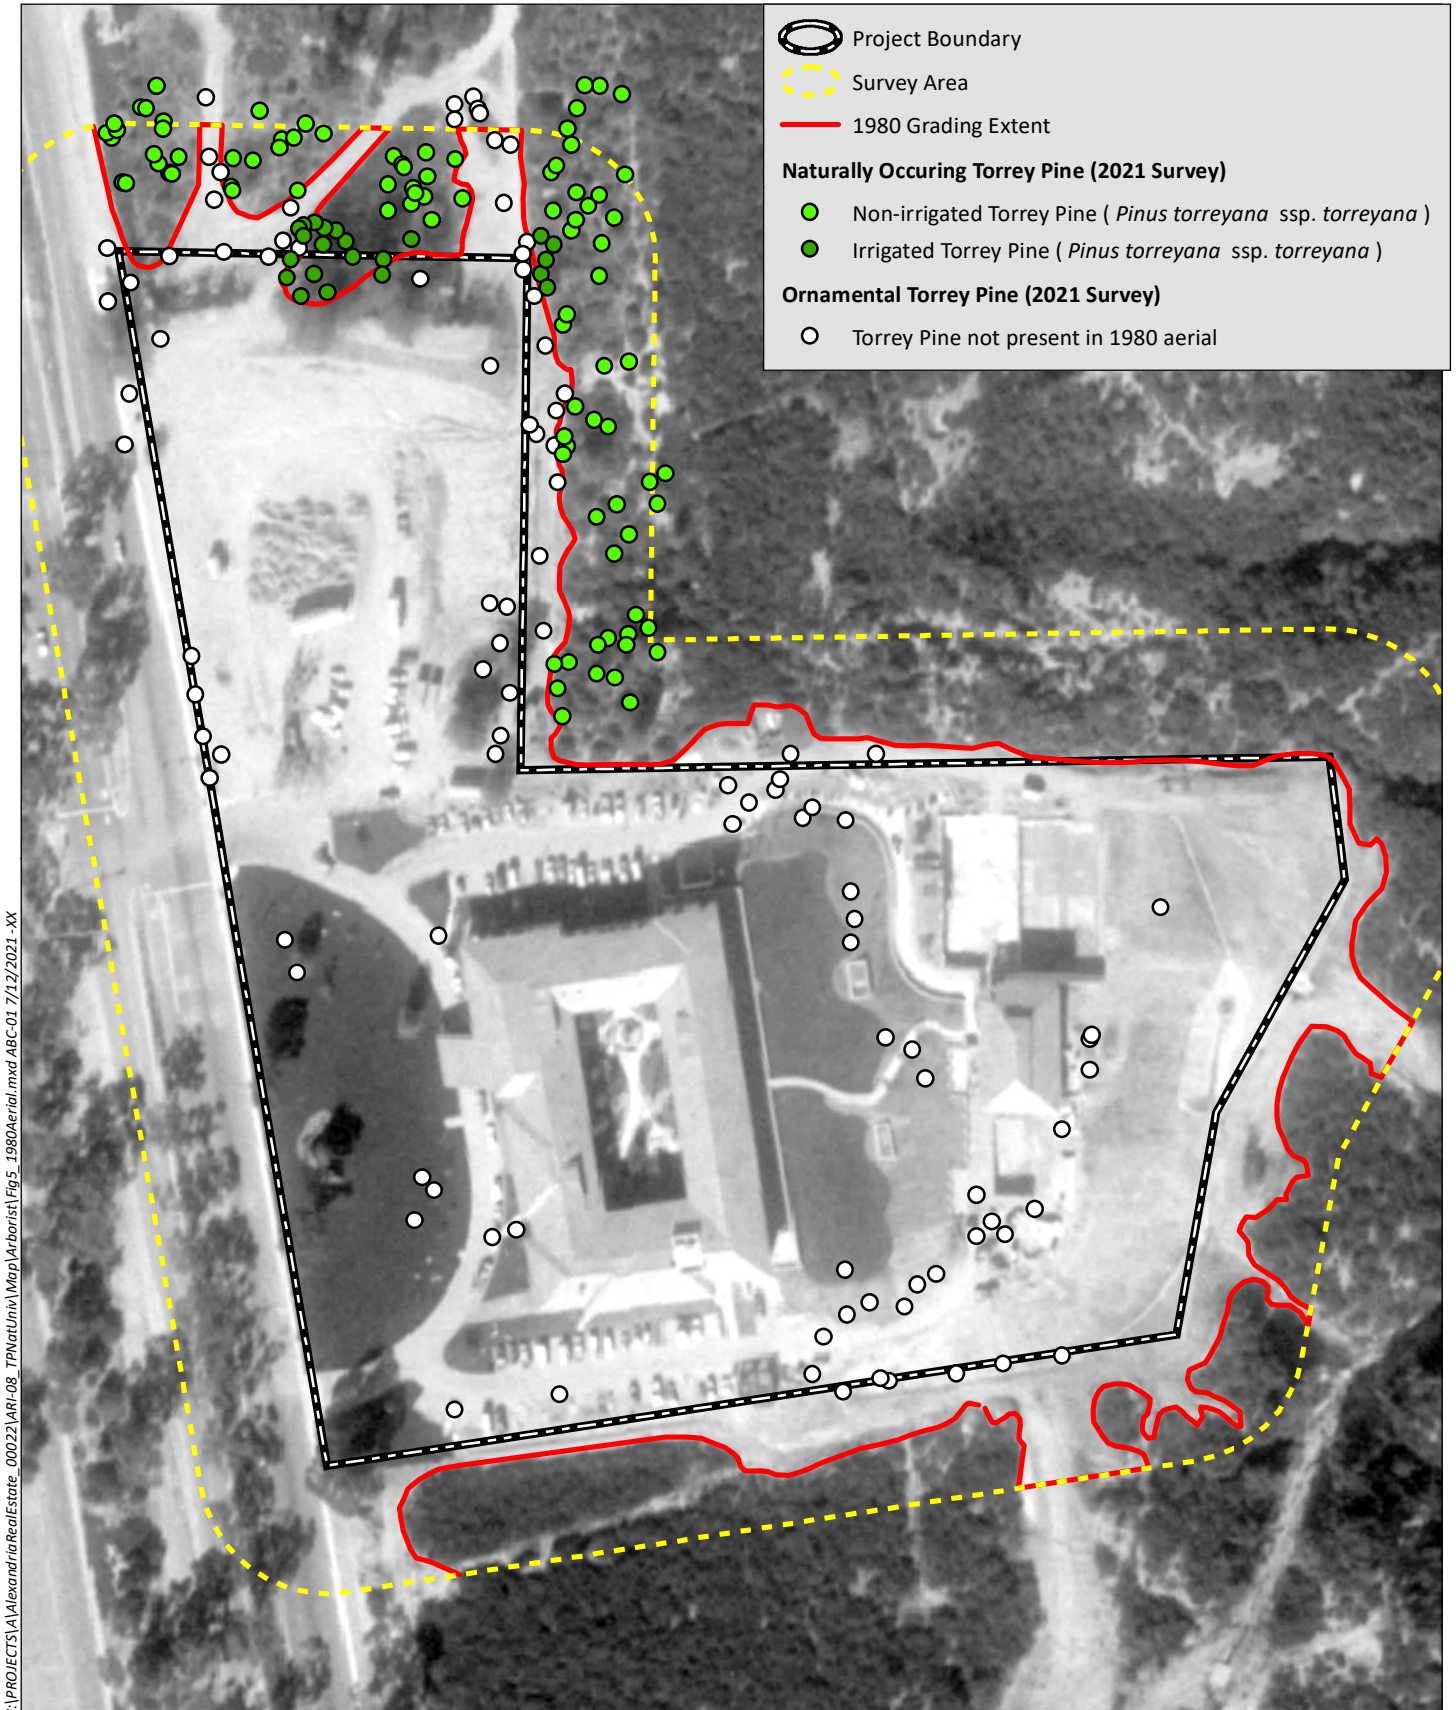 Project Boundary
Survey Area
1980 Grading Extent
Naturally Occuring Torrey Pine (2021 Survey)
Non-irrigated Torrey Pine ( Pinus torreyana ssp. torreyana )
Irrigated Torrey Pine ( Pinus torreyana ssp. torreyana )
Ornamental Torrey Pine (2021 Survey)
Torrey Pine not present in 1980 aerial
:\PROJECTS\A\AlexandriaRealEstate_00022\ARI-08_TPNatUniv\Map\Arborist\Fig5_1980Aerial.mxd ABC-01 7/12/2021 -XX